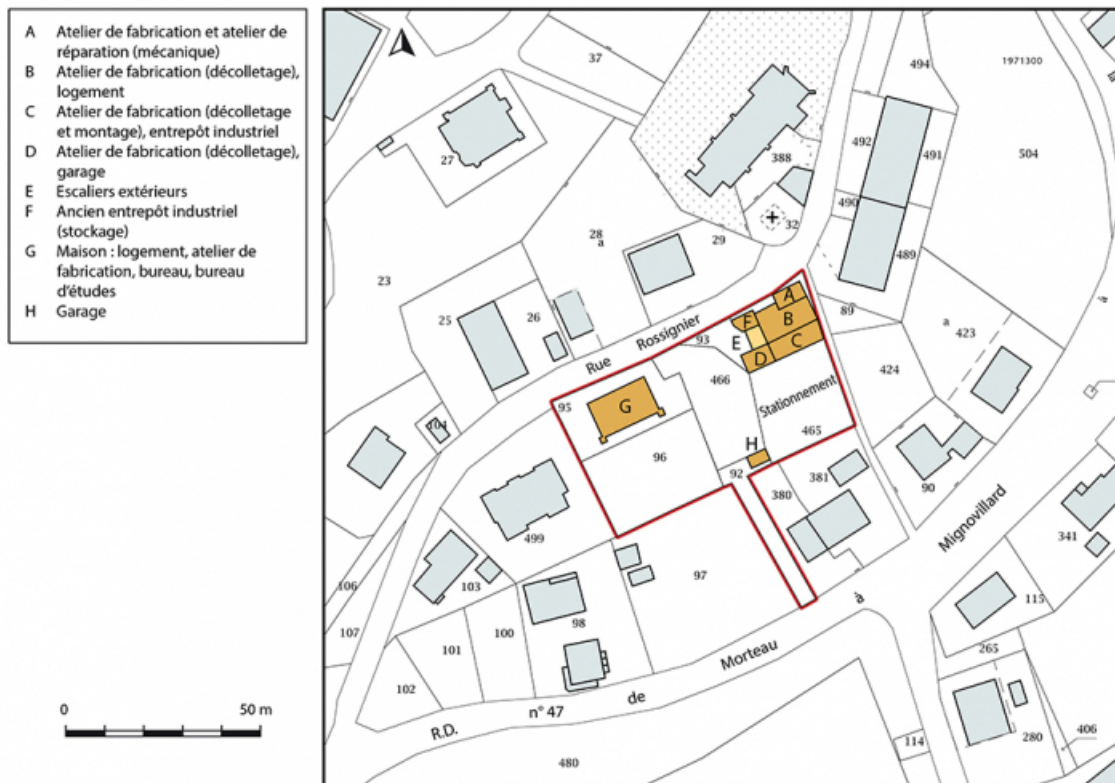 A Atelier de fabrication et atelier de
réparation (mécanique)
B Atelier de fabrication (décolletage),
logement
C Atelier de fabrication (décolletage
et montage), entrepôt industriel
D Atelier de fabrication (décolletage),
garage
E Escaliers extérieurs
F Ancien entrepôt industriel
(stockage)
G Maison : logement, atelier de
fabrication, bureau, bureau
d'études
H Garage
0 50 m
37
494
1971300
27
388
492
491
504
490
28
a
29
32
489
23
25
26
Rue Rossignier
A
B
C
D
E
F
93
89
a
423
à
424
466
Stationnement
465
95
G
104
96
H
92
380
381
90
Mignovillard
341
499
97
103
106
107
98
100
101
102
à
115
265
Morteau
de
n° 47
R.D.
480
114
280
406